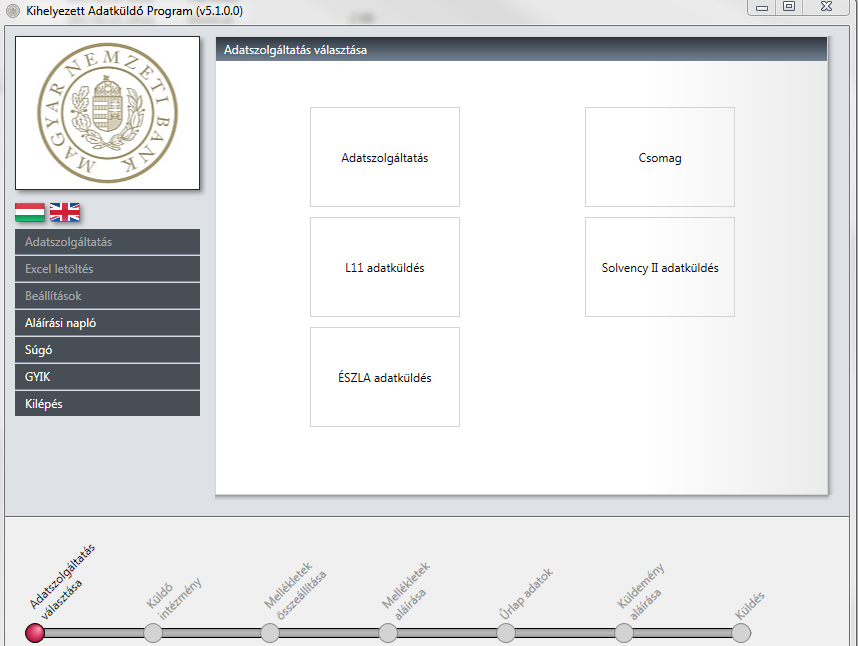 Kihelyezett Adatküldő Program (v5.1.0.0)
MAGYAR NEMZETI BANK
Adatszolgáltatás
Excel letöltés
Beállítások
Aláírási napló
Súgó
GYIK
Kilépés
Adatszolgáltatás választása
Adatszolgáltatás
Csomag
L11 adatküldés
Solvency II adatküldés
ÉSZLA adatküldés
Adatszolgáltatás
választása
Küldő
intézmény
Mellékletek
összeállítása
Mellékletek
aláírása
Űrlap adatok
Küldemény
aláírása
Küldés